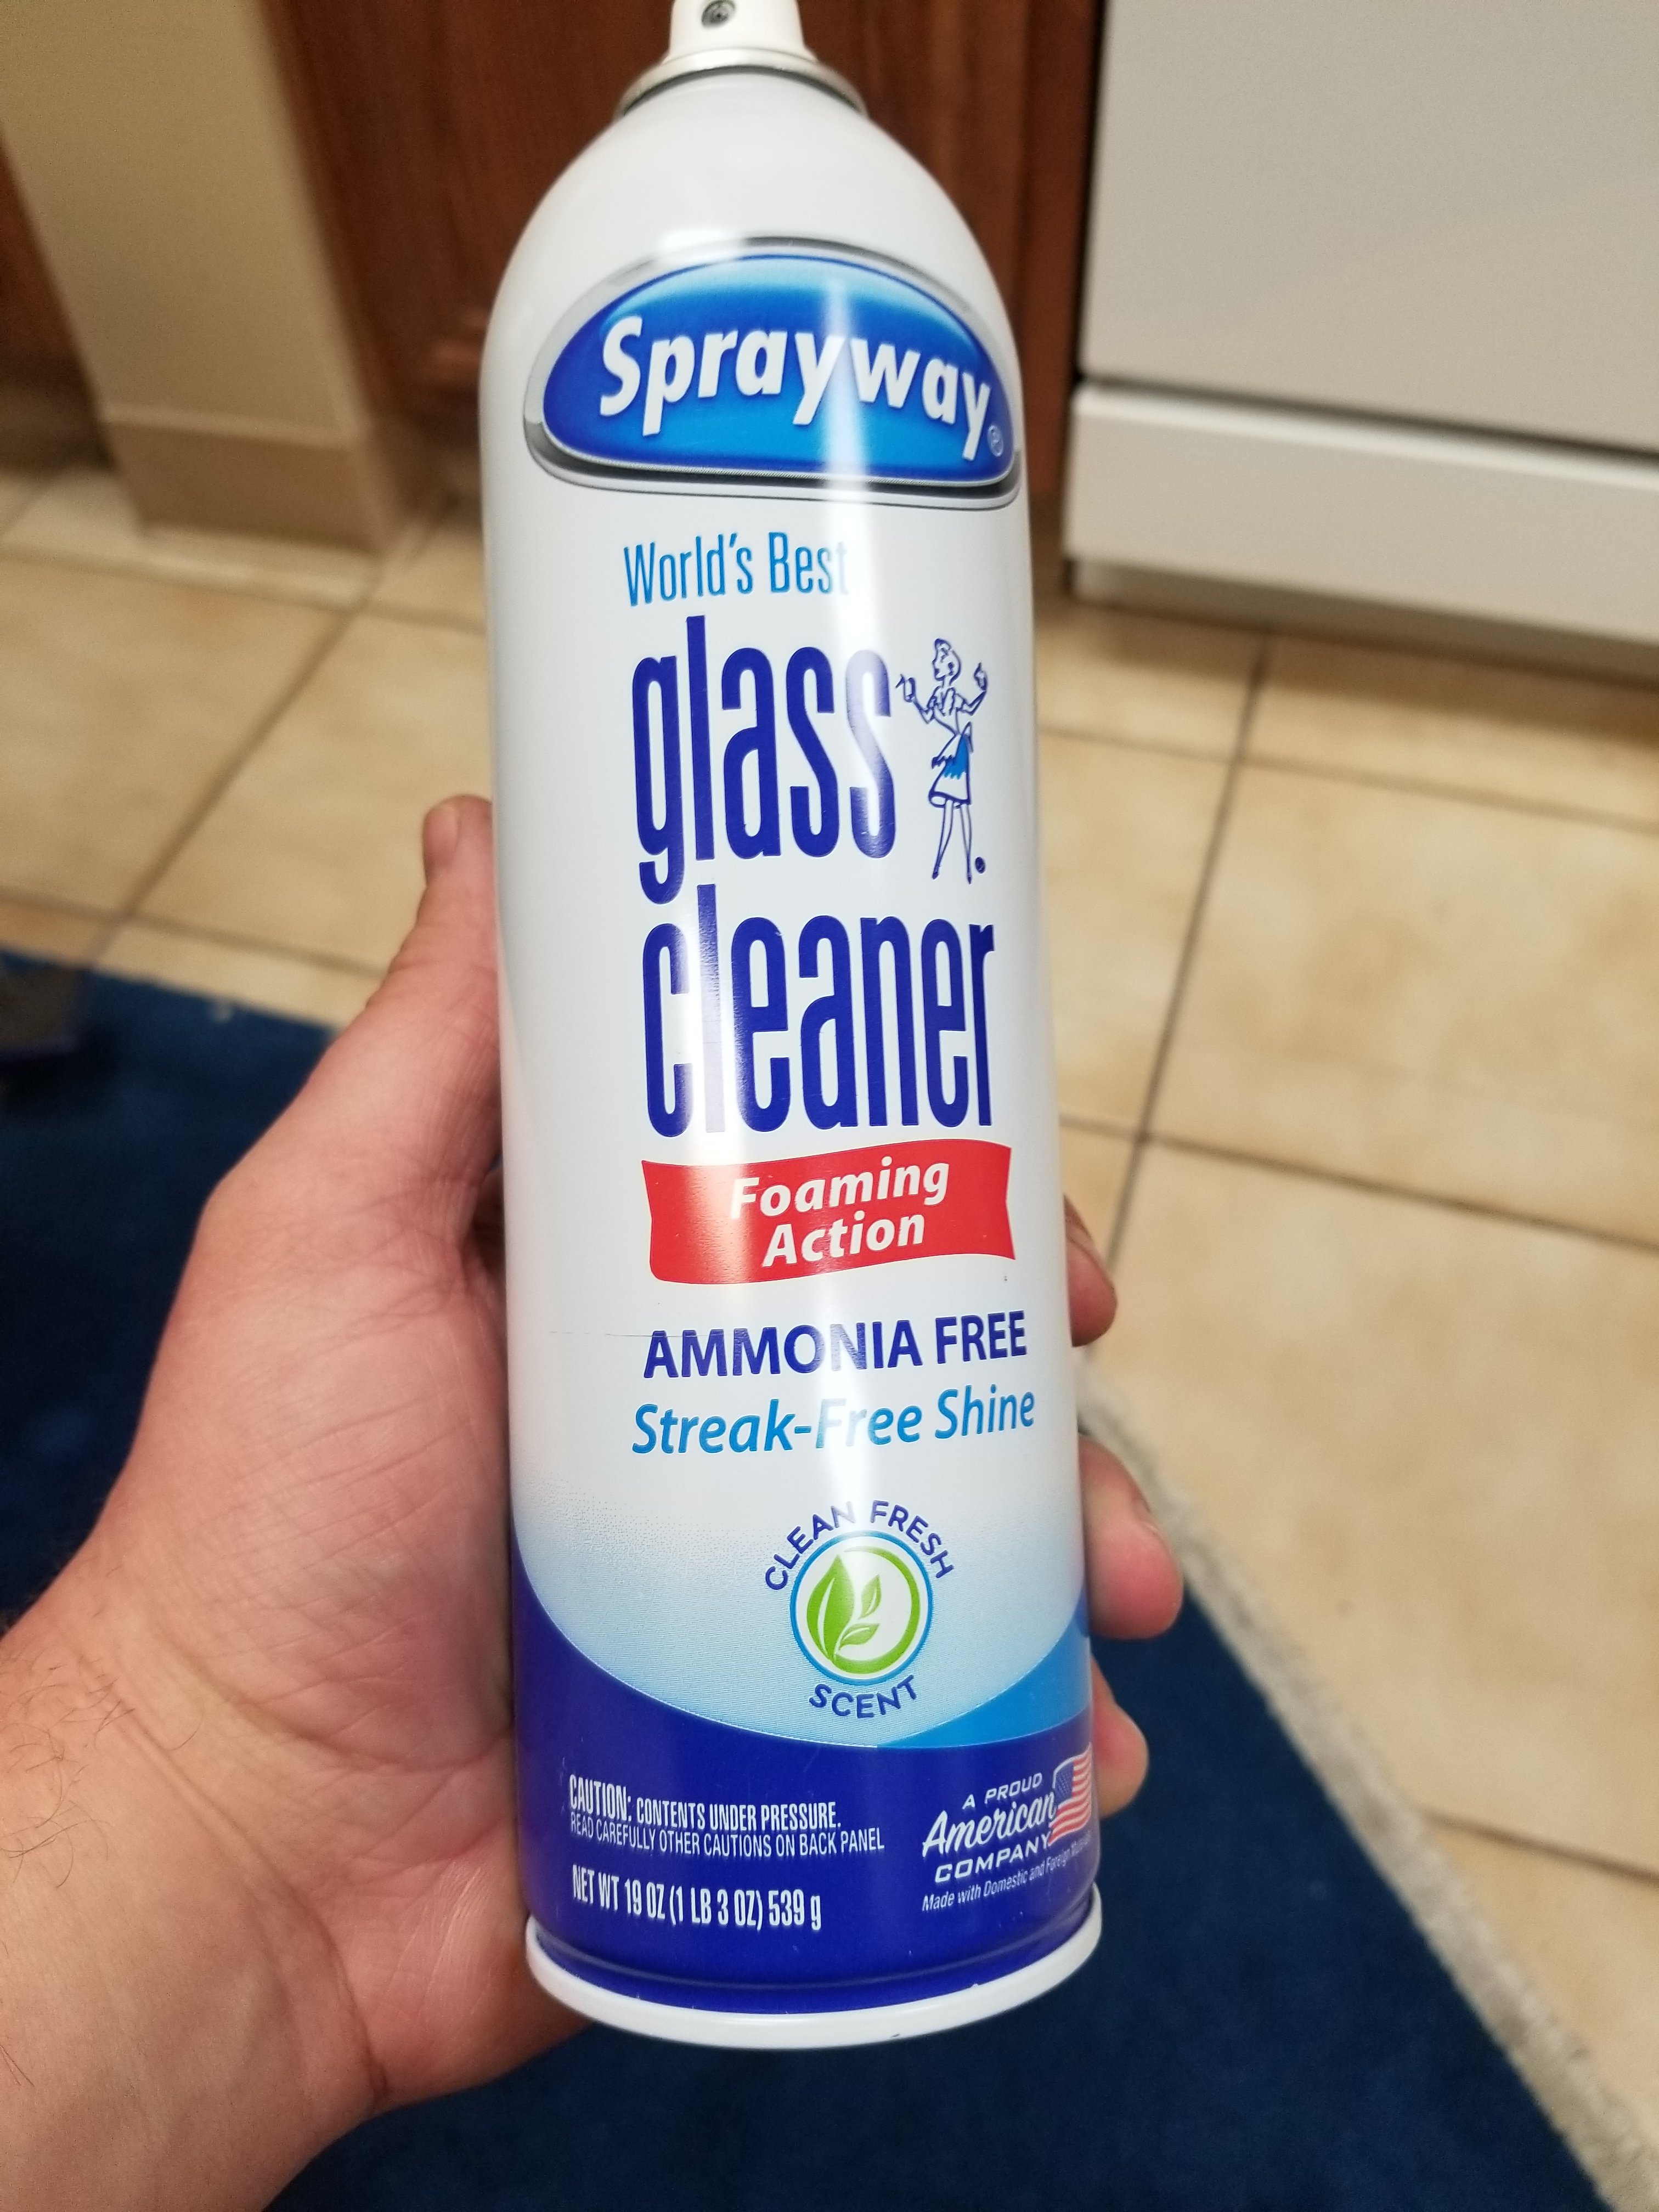 Sprayway®
World's Best
glass
cleaner
Foaming
Action
AMMONIA FREE
Streak-Free Shine
CLEAN FRESH
SCENT
CAUTION: CONTENTS UNDER PRESSURE.
READ CAREFULLY OTHER CAUTIONS ON BACK PANEL
NET WT 19 OZ (1 LB 3 OZ) 539 g
A PROUD
American
COMPANY
Made with Domestic and Foreign